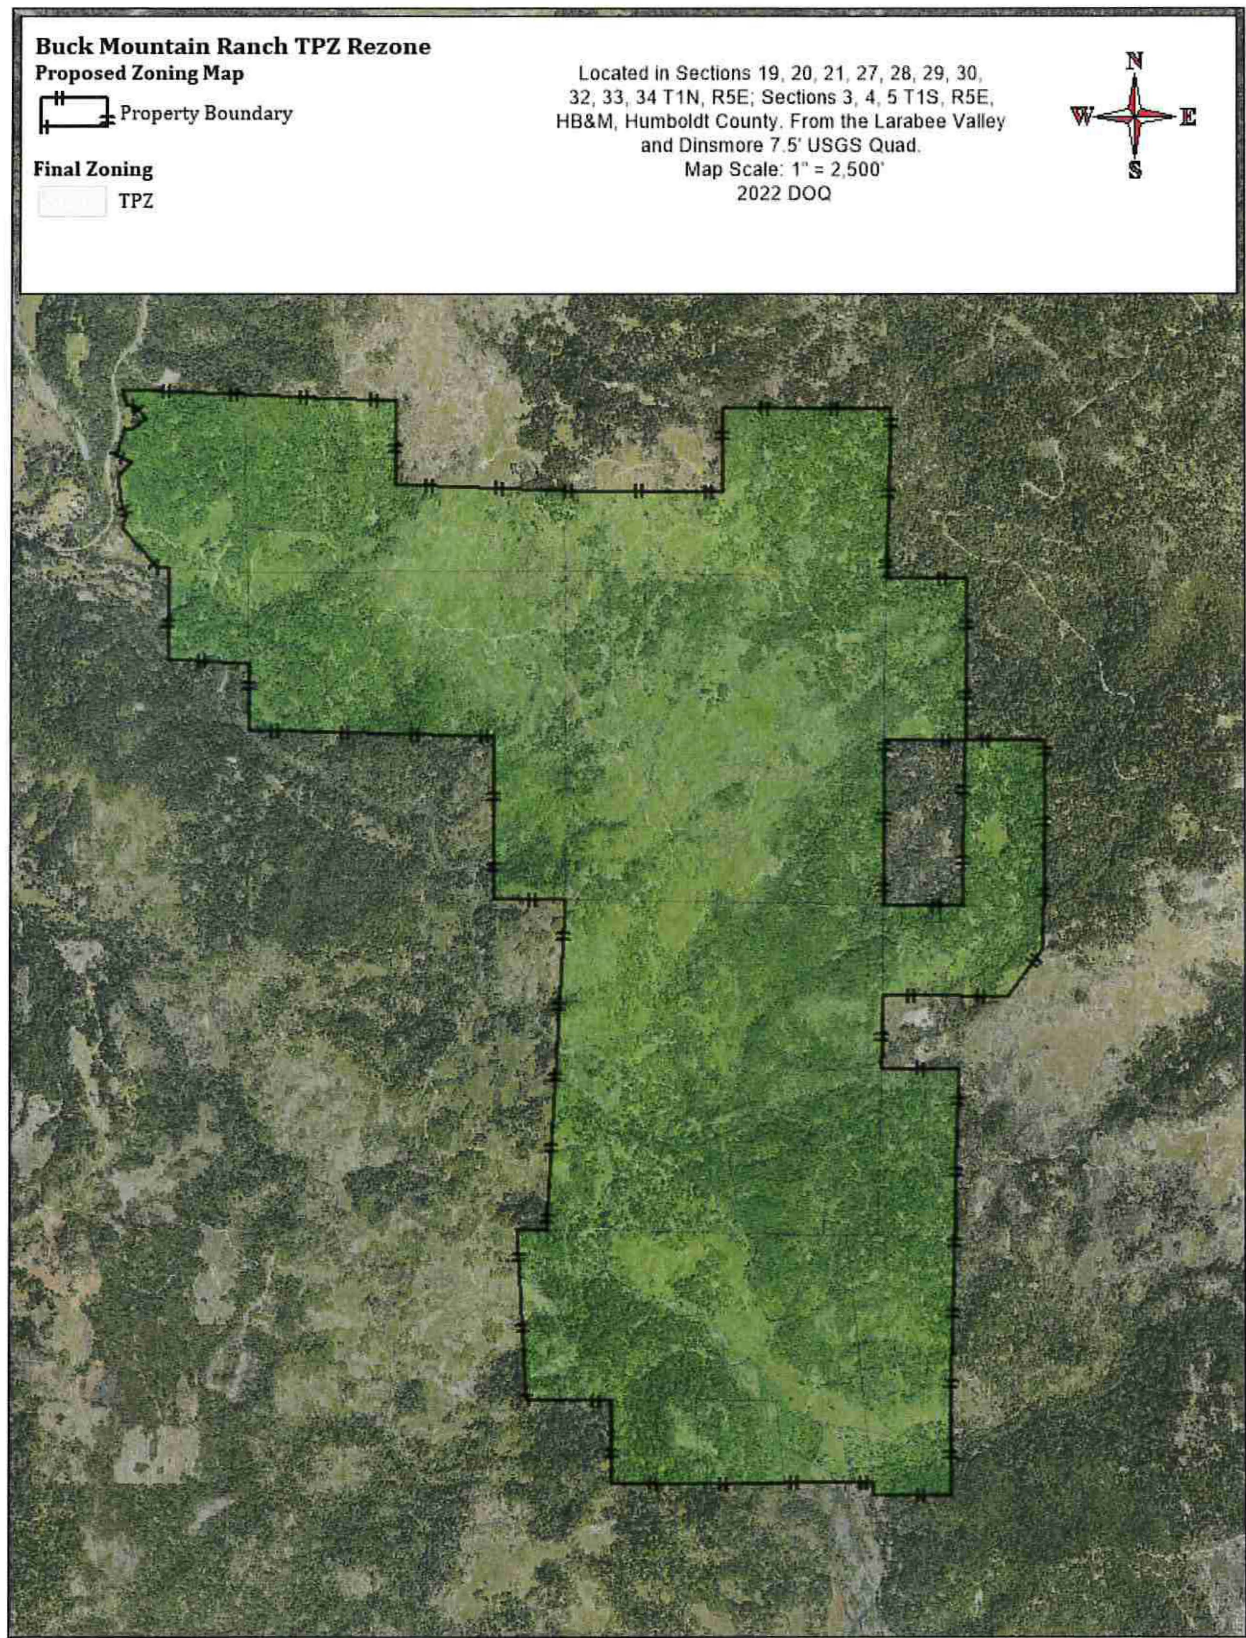 Buck Mountain Ranch TPZ Rezone
Proposed Zoning Map
Property Boundary
Final Zoning
TPZ
Located in Sections 19, 20, 21, 27, 28, 29, 30,
32, 33, 34 T1N, R5E; Sections 3, 4, 5 T1S, R5E,
HB&M, Humboldt County. From the Larabee Valley
and Dinsmore 7.5' USGS Quad.
Map Scale: 1" = 2,500'
2022 DOQ
N
W E
S